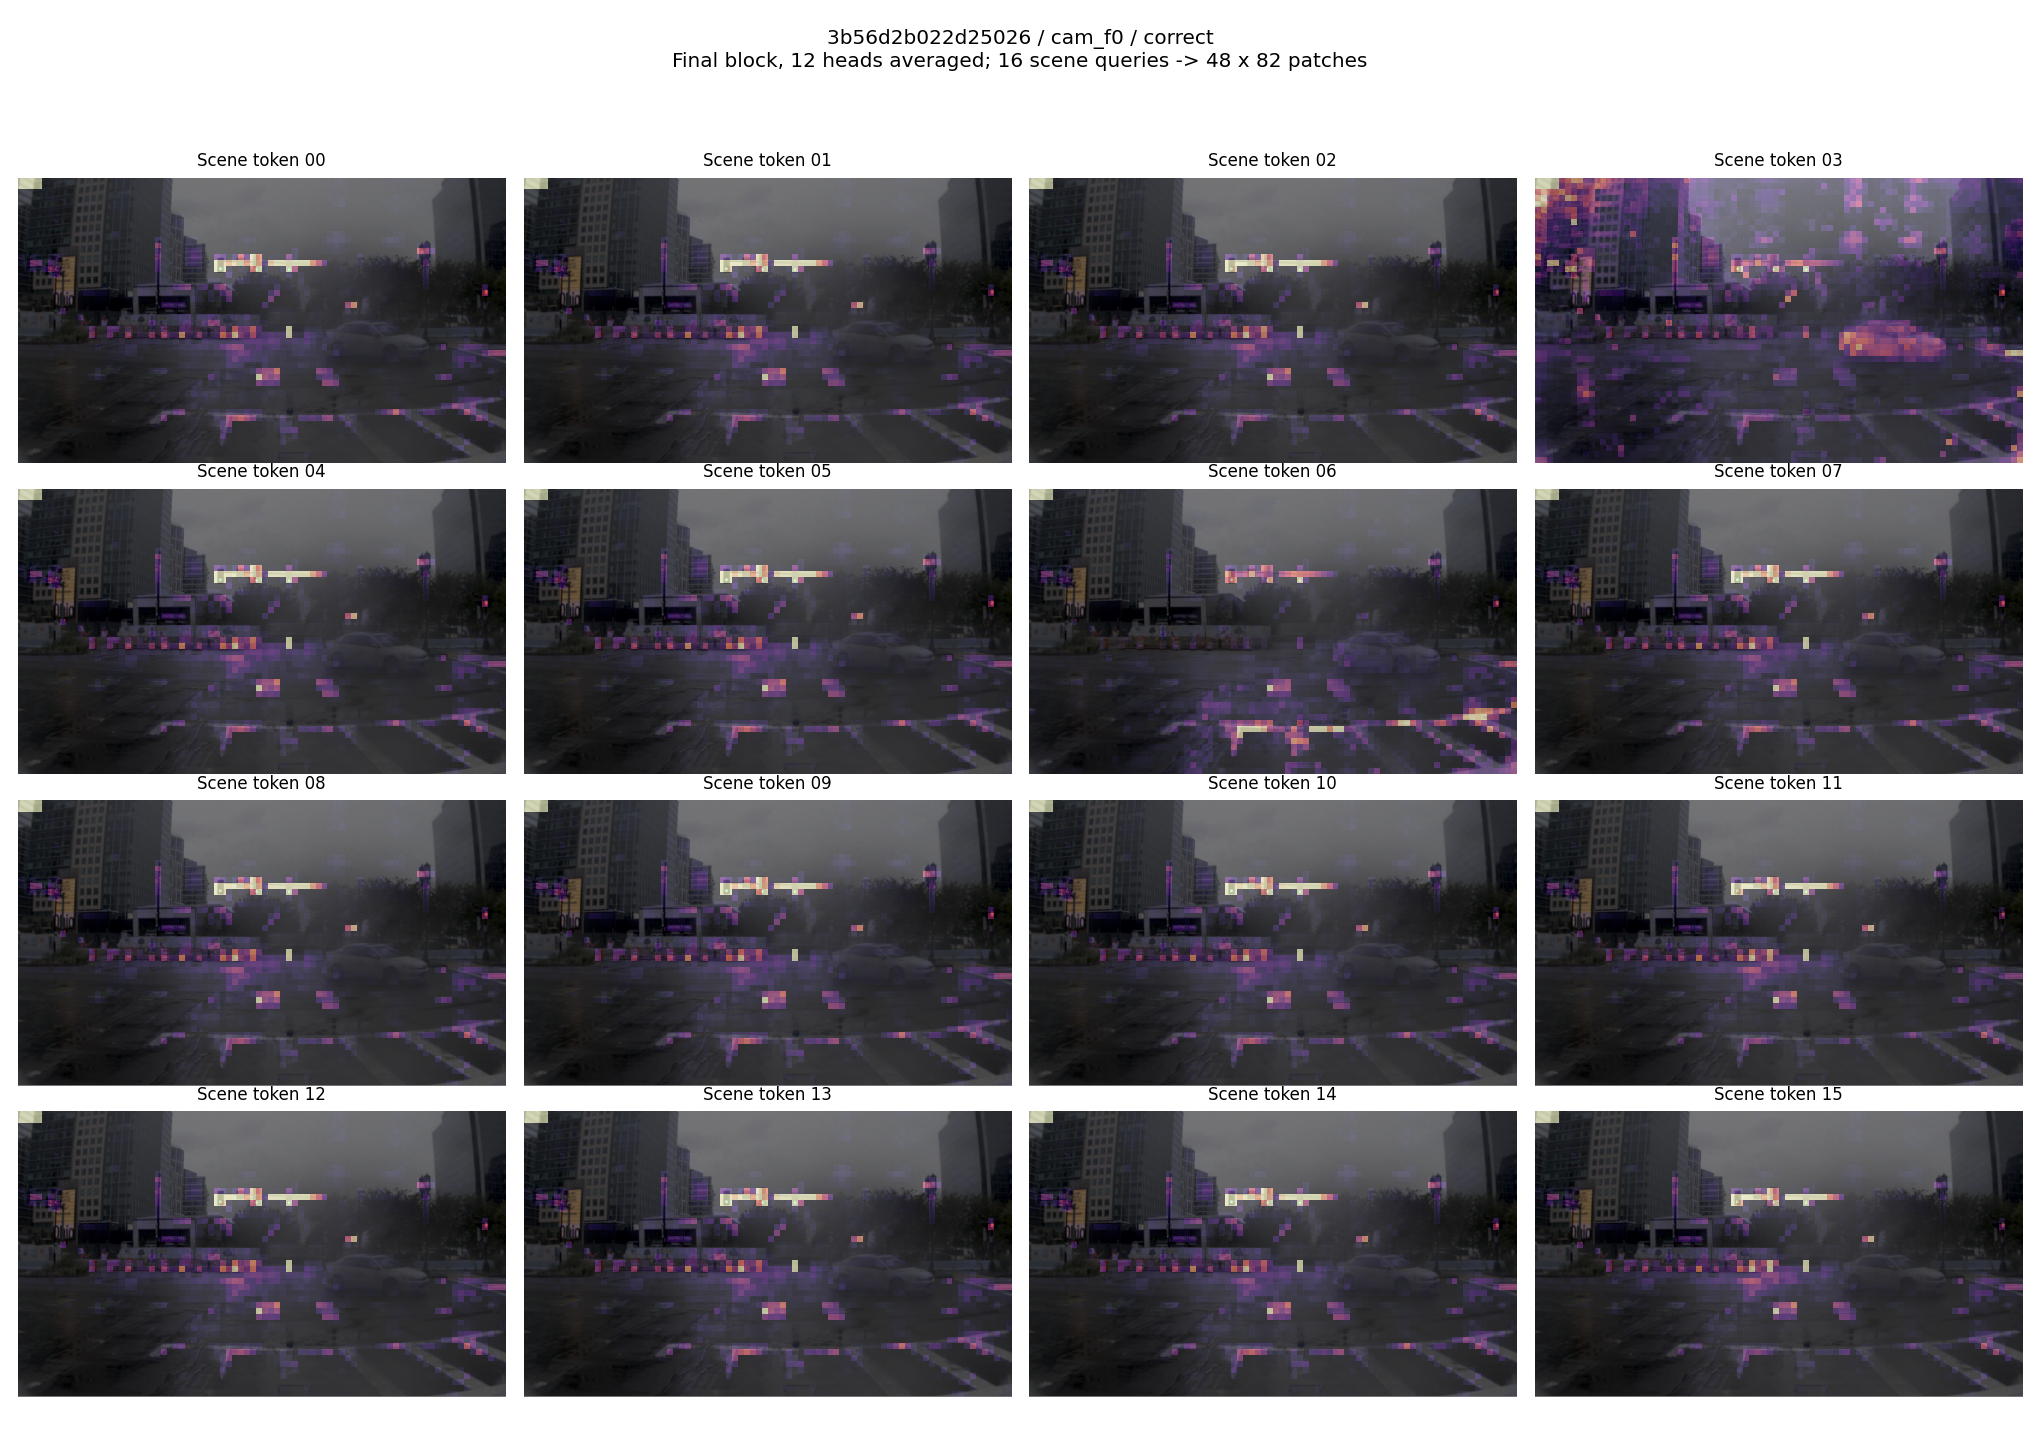 3b56d2b022d25026 / cam_f0 / correct
Final block, 12 heads averaged; 16 scene queries -> 48 x 82 patches
Scene token 00
Scene token 01
Scene token 02
Scene token 03
Scene token 04
Scene token 05
Scene token 06
Scene token 07
Scene token 08
Scene token 09
Scene token 10
Scene token 11
Scene token 12
Scene token 13
Scene token 14
Scene token 15